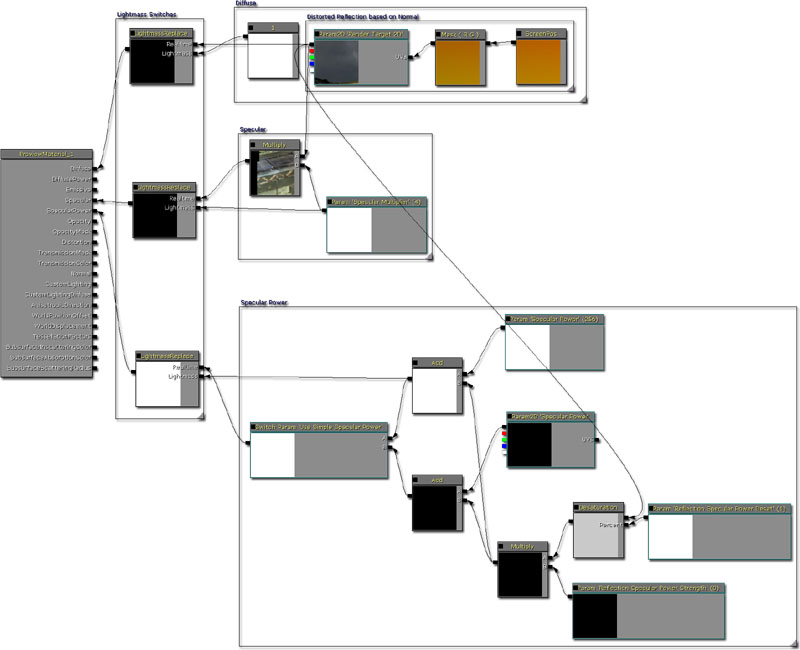 Lightmass Switches
Diffuse
Distorted Reflection based on Normal
LightmassReplace
Realtime
Lightmass
1
Param2D 'Render Target 2D'
UVs
Mask ( R G )
ScreenPos
Specular
Multiply
A
B
Param 'Specular Multiplier' (4)
LightmassReplace
Realtime
Lightmass
PreviewMaterial_1
Diffuse
DiffusePower
Emissive
Specular
SpecularPower
Opacity
OpacityMask
Distortion
TransmissionMask
TransmissionColor
Normal
CustomLighting
CustomLightingDiffuse
AnisotropicDirection
WorldPositionOffset
WorldDisplacement
TessellationFactors
SubsurfaceInscatteringColor
SubsurfaceAbsorptionColor
SubsurfaceScatteringRadius
LightmassReplace
Realtime
Lightmass
Specular Power
Param 'Specular Power' (256)
Add
A
B
Switch Param 'Use Simple Specular Power'
A
B
Param2D 'Specular Power
UVs
Add
A
B
Multiply
A
B
Desaturation
Percent
Param 'Reflection Specular Power Desat' (1)
Param 'Reflection Specular Power Strength' (0)